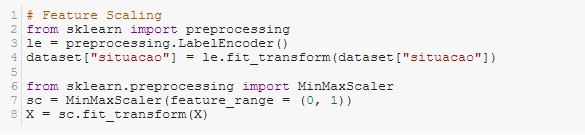 1 # Feature Scaling
2 from sklearn import preprocessing
3 le = preprocessing.LabelEncoder()
4 dataset["situacao"] = le.fit_transform(dataset["situacao"])
5
6 from sklearn.preprocessing import MinMaxScaler
7 sc = MinMaxScaler(feature_range = (0, 1))
8 X = sc.fit_transform(X)